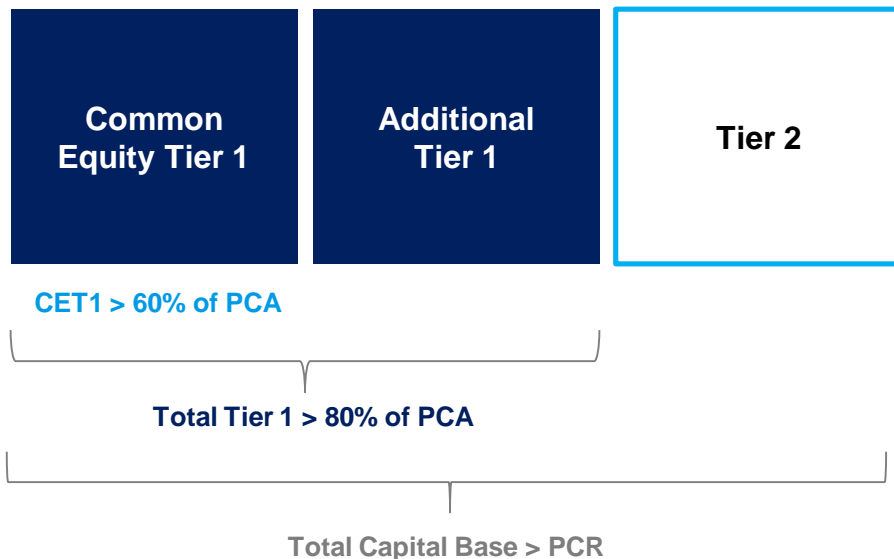 Common
Equity Tier 1
Additional
Tier 1
Tier 2
CET1 > 60% of PCA
Total Tier 1 > 80% of PCA
Total Capital Base > PCR